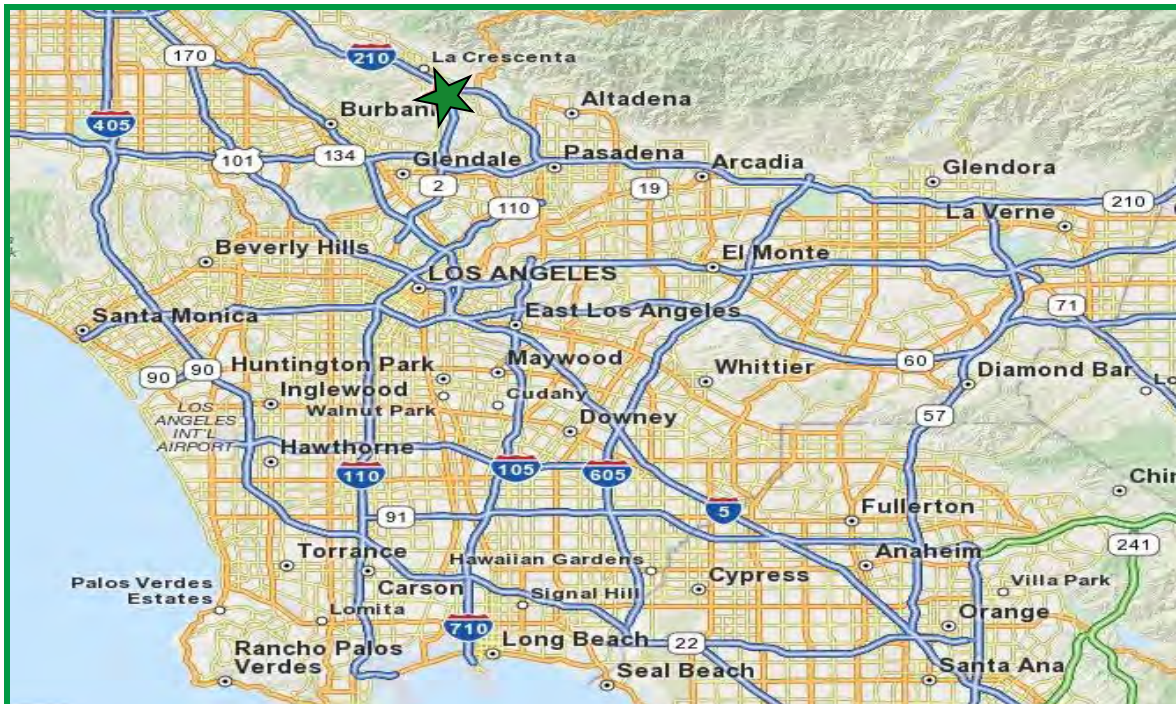 170
210
La Crescenta
Burban
Altadena
405
101
134
Glendale
Pasadena
Arcadia
Glendora
2
19
110
210
La Verne
Beverly Hills
El Monte
LOS ANGELES
71
Santa Monica
East Los Angeles
Huntington Park
Maywood
Whittier
60
Diamond Bar
90
90
Inglewood
Cudahy
Walnut Park
LOS
ANGELES
INT'L
AIRPORT
Downey
57
Hawthorne
110
105
605
Chir
91
5
Fullerton
Torrance
Hawaiian Gardens
Anaheim
241
Palos Verdes
Estates
Carson
Signal Hill
Cypress
Villa Park
Lomita
710
Long Beach
Orange
Rancho Palos
Verdes
22
Seal Beach
Santa Ana